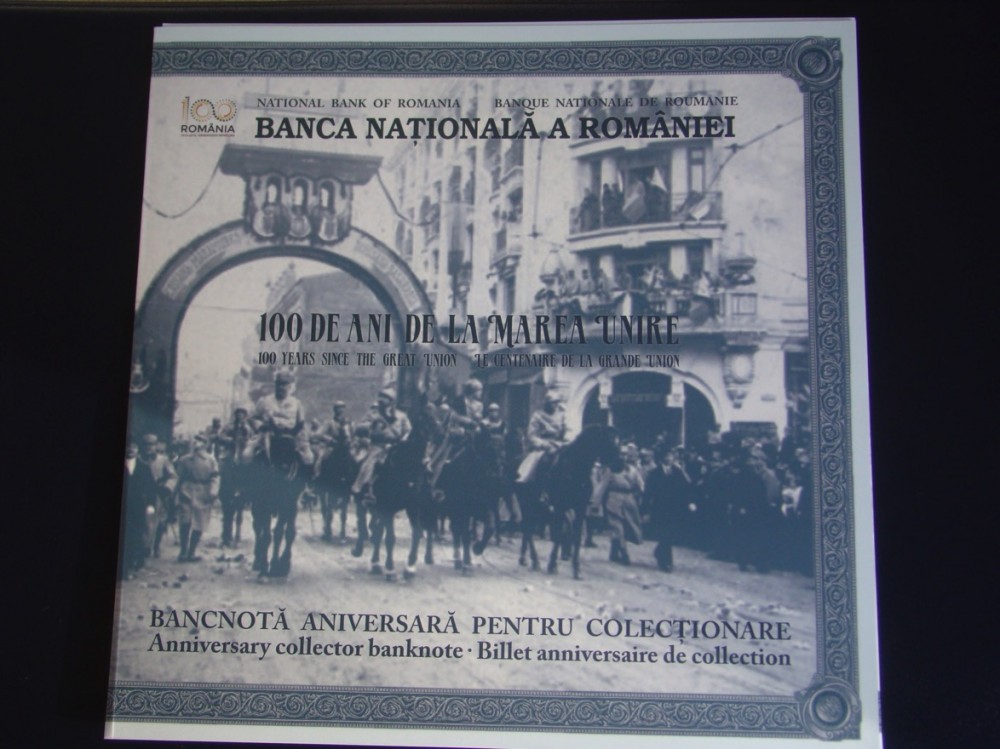 NATIONAL BANK OF ROMANIA BANQUE NATIONALE DE ROUMANIE
100
ROMÂNIA
BANCA NAȚIONALĂ A ROMÂNIEI
100 DE ANI DE LA MAREA UNIRE
100 YEARS SINCE THE GREAT UNION LE CENTENAIRE DE LA GRANDE UNION
BANCNOTĂ ANIVERSARĂ PENTRU COLECȚIONARE
Anniversary collector banknote · Billet anniversaire de collection